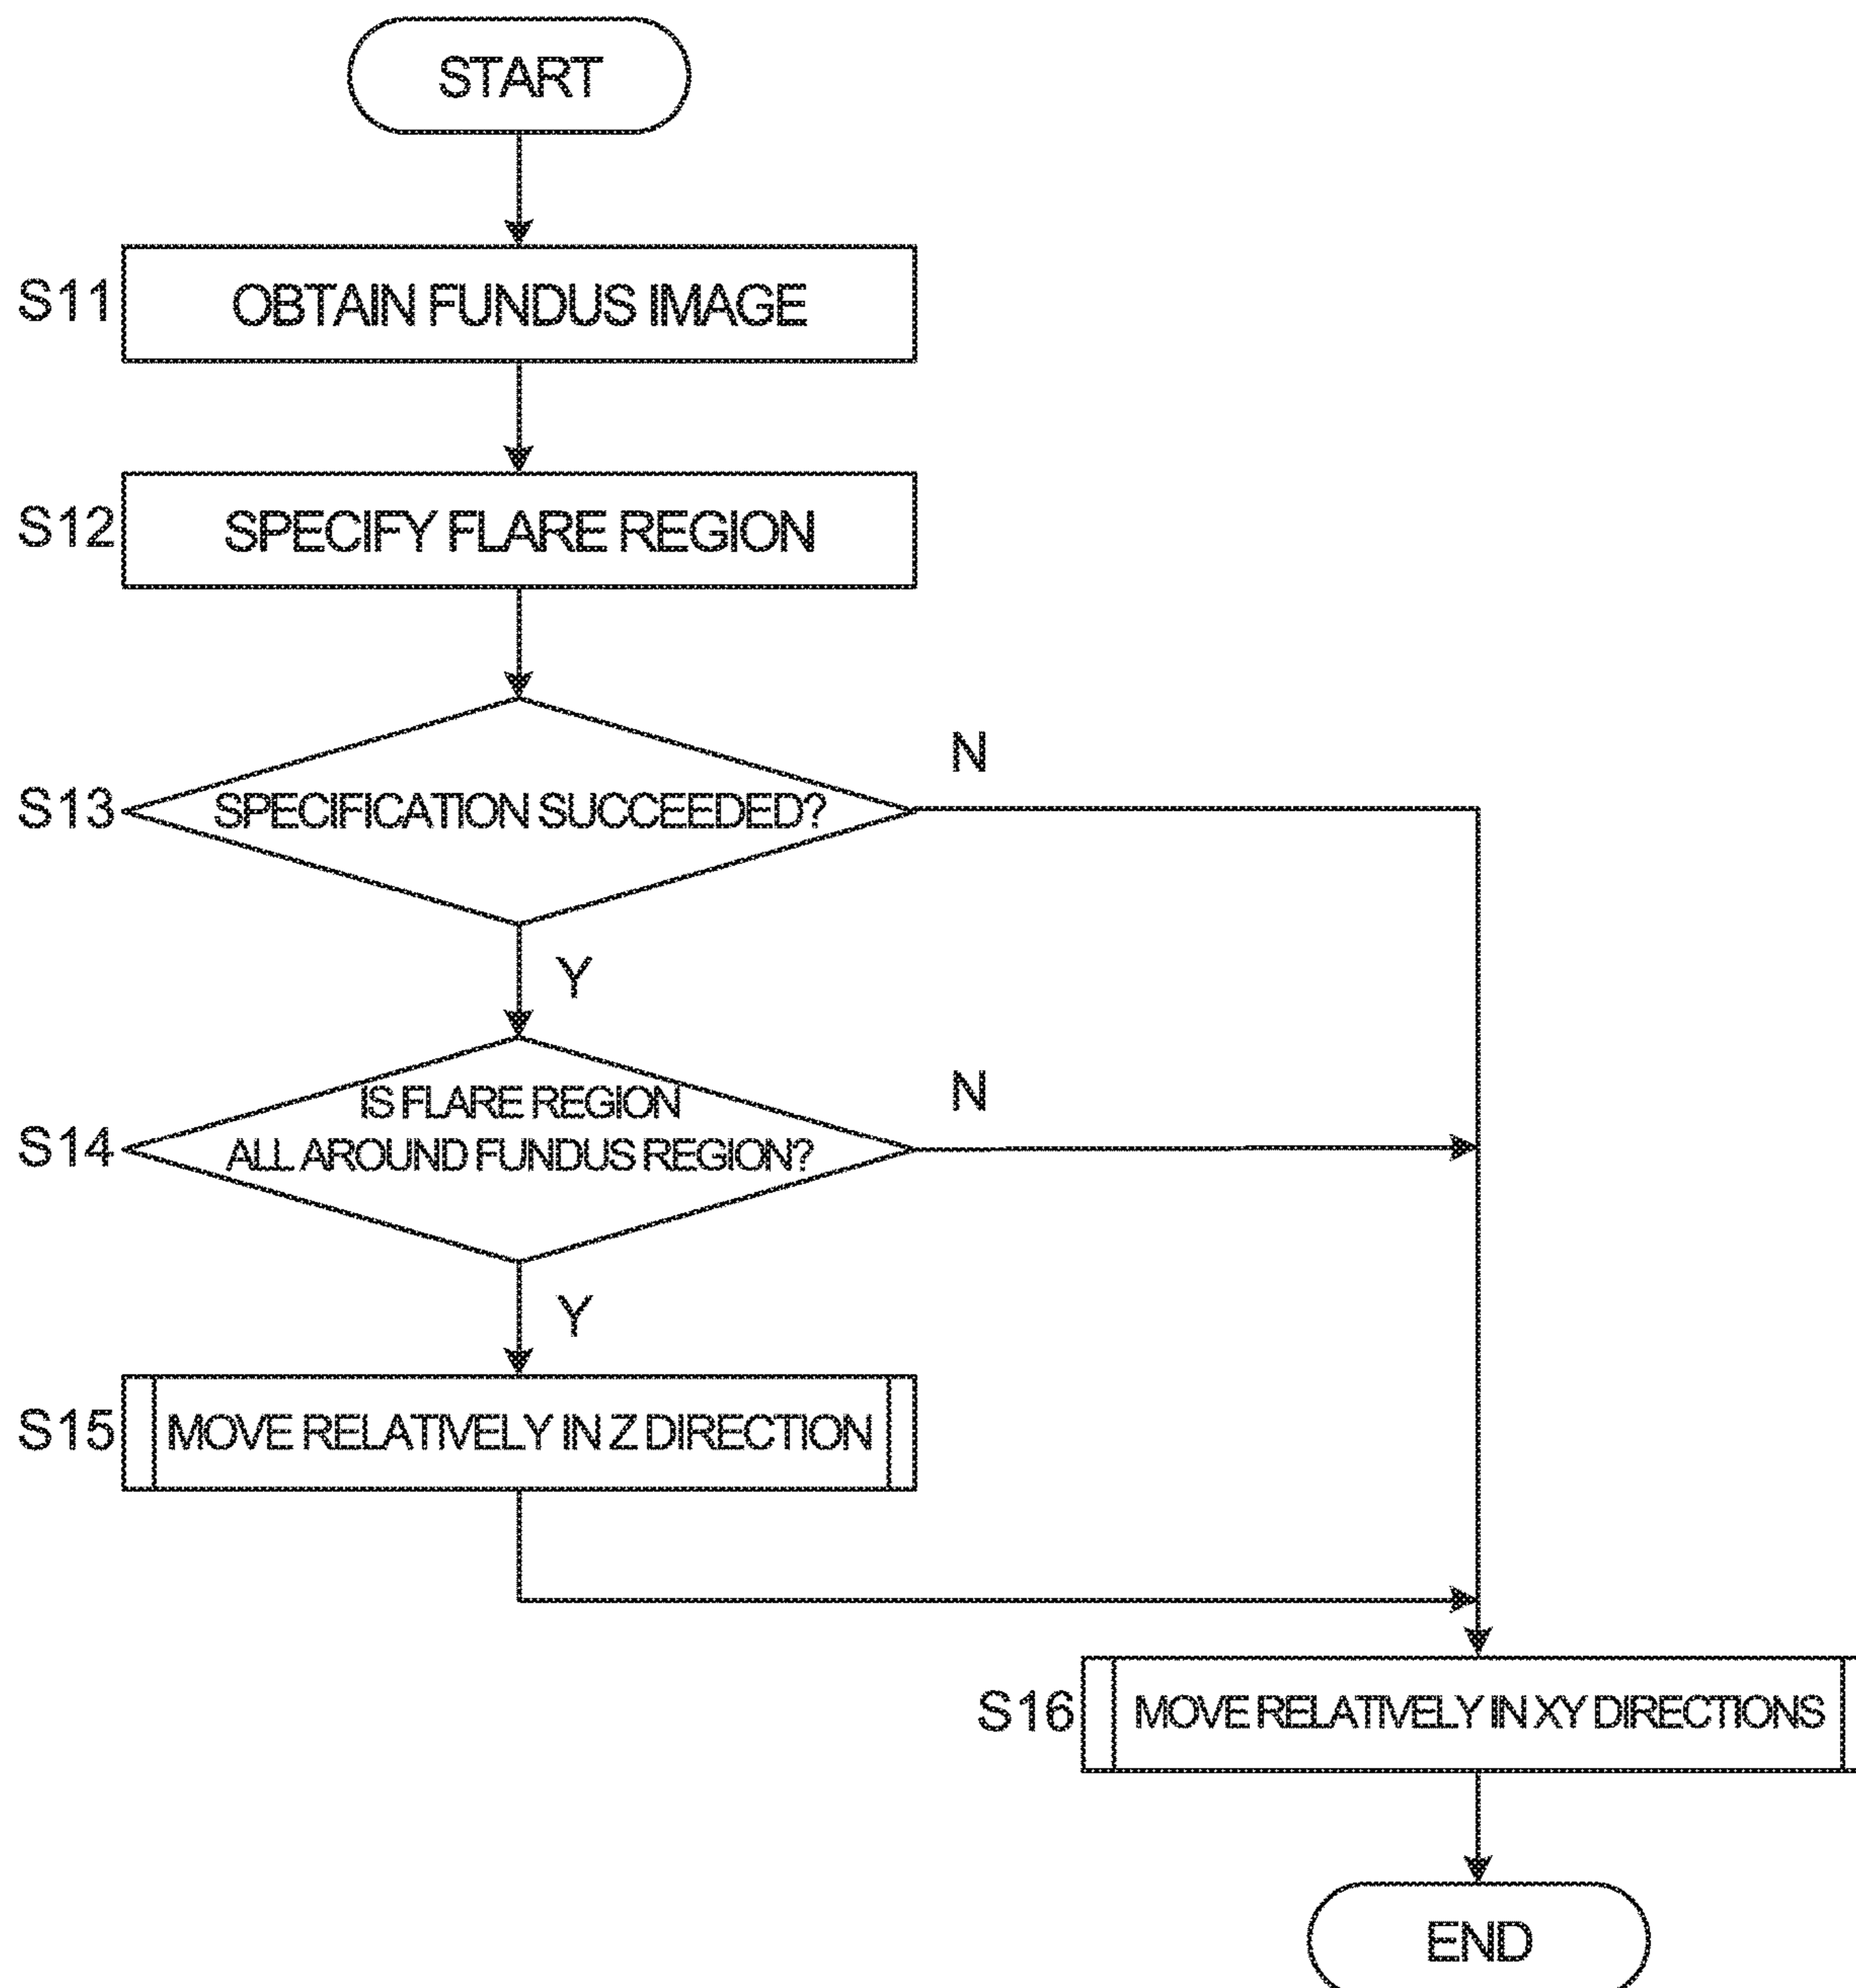 START
S11
OBTAIN FUNDUS IMAGE
S12
SPECIFY FLARE REGION
S13
SPECIFICATION SUCCEEDED?
N
Y
S14
IS FLARE REGION
ALL AROUND FUNDUS REGION?
N
Y
S15
MOVE RELATIVELY IN Z DIRECTION
S16
MOVE RELATIVELY IN XY DIRECTIONS
END